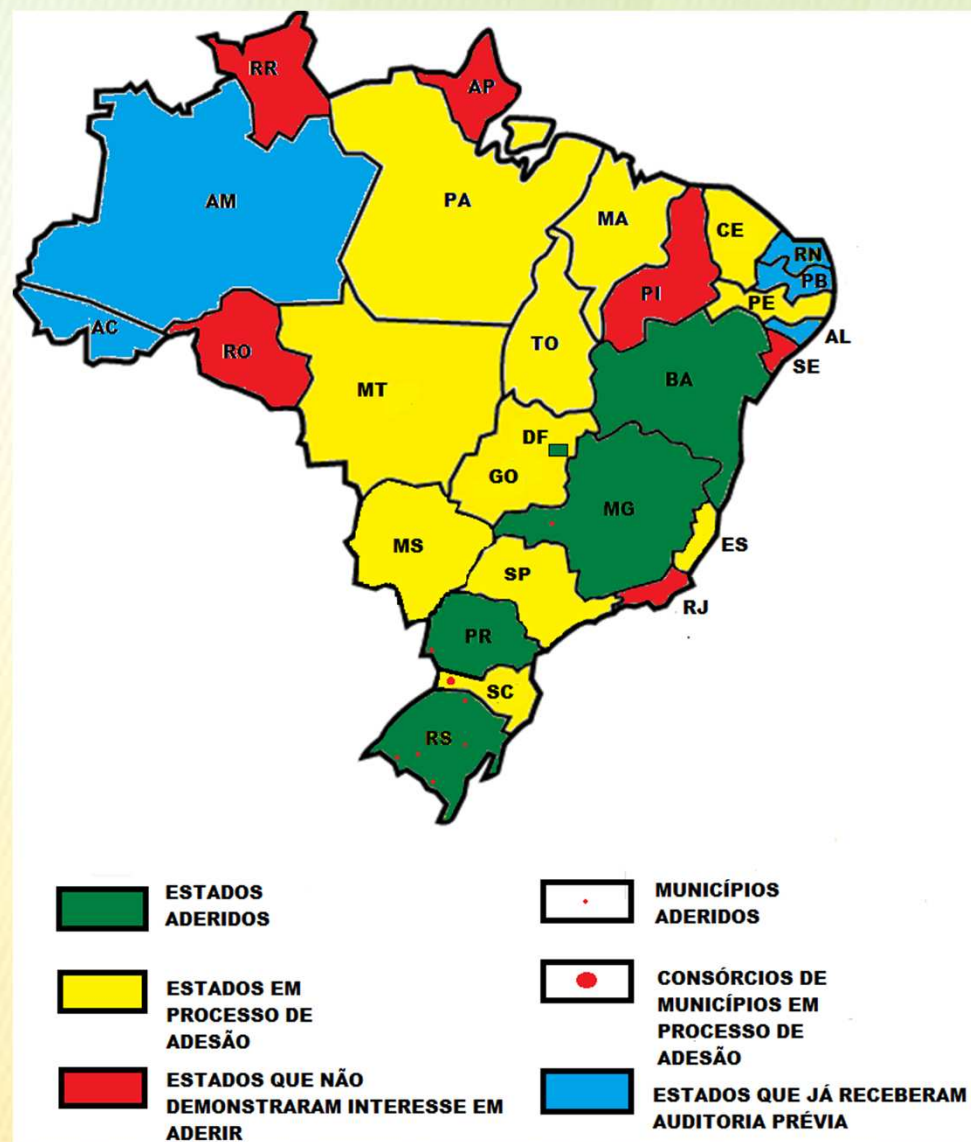 RR
AP
AM
PA
MA
CE
RN
PB
PI
PE
AC
AL
TO
RO
SE
BA
MT
DF
GO
MG
MS
ES
SP
RJ
PR
SC
RS
ESTADOS
ADERIDOS
ESTADOS EM
PROCESSO DE
ADESÃO
ESTADOS QUE NÃO
DEMONSTRARAM INTERESSE EM
ADERIR
MUNICÍPIOS
ADERIDOS
CONSÓRCIOS DE
MUNICÍPIOS EM
PROCESSO DE
ADESÃO
ESTADOS QUE JÁ RECEBERAM
AUDITORIA PRÉVIA